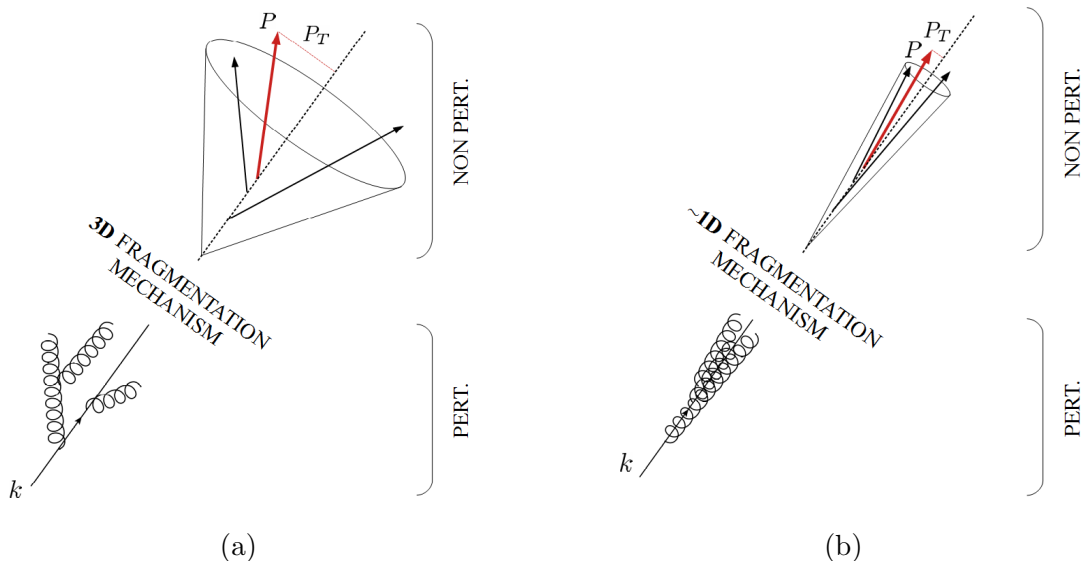 P
P_T
NON PERT.
3D FRAGMENTATION
MECHANISM
PERT.
k
(a)
P
P_T
NON PERT.
~1D FRAGMENTATION
MECHANISM
PERT.
k
(b)